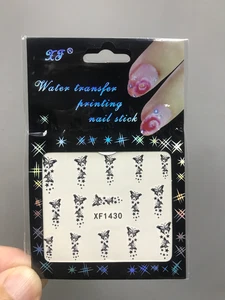 XF®
Water transfer
printing
nail stick
XF1430